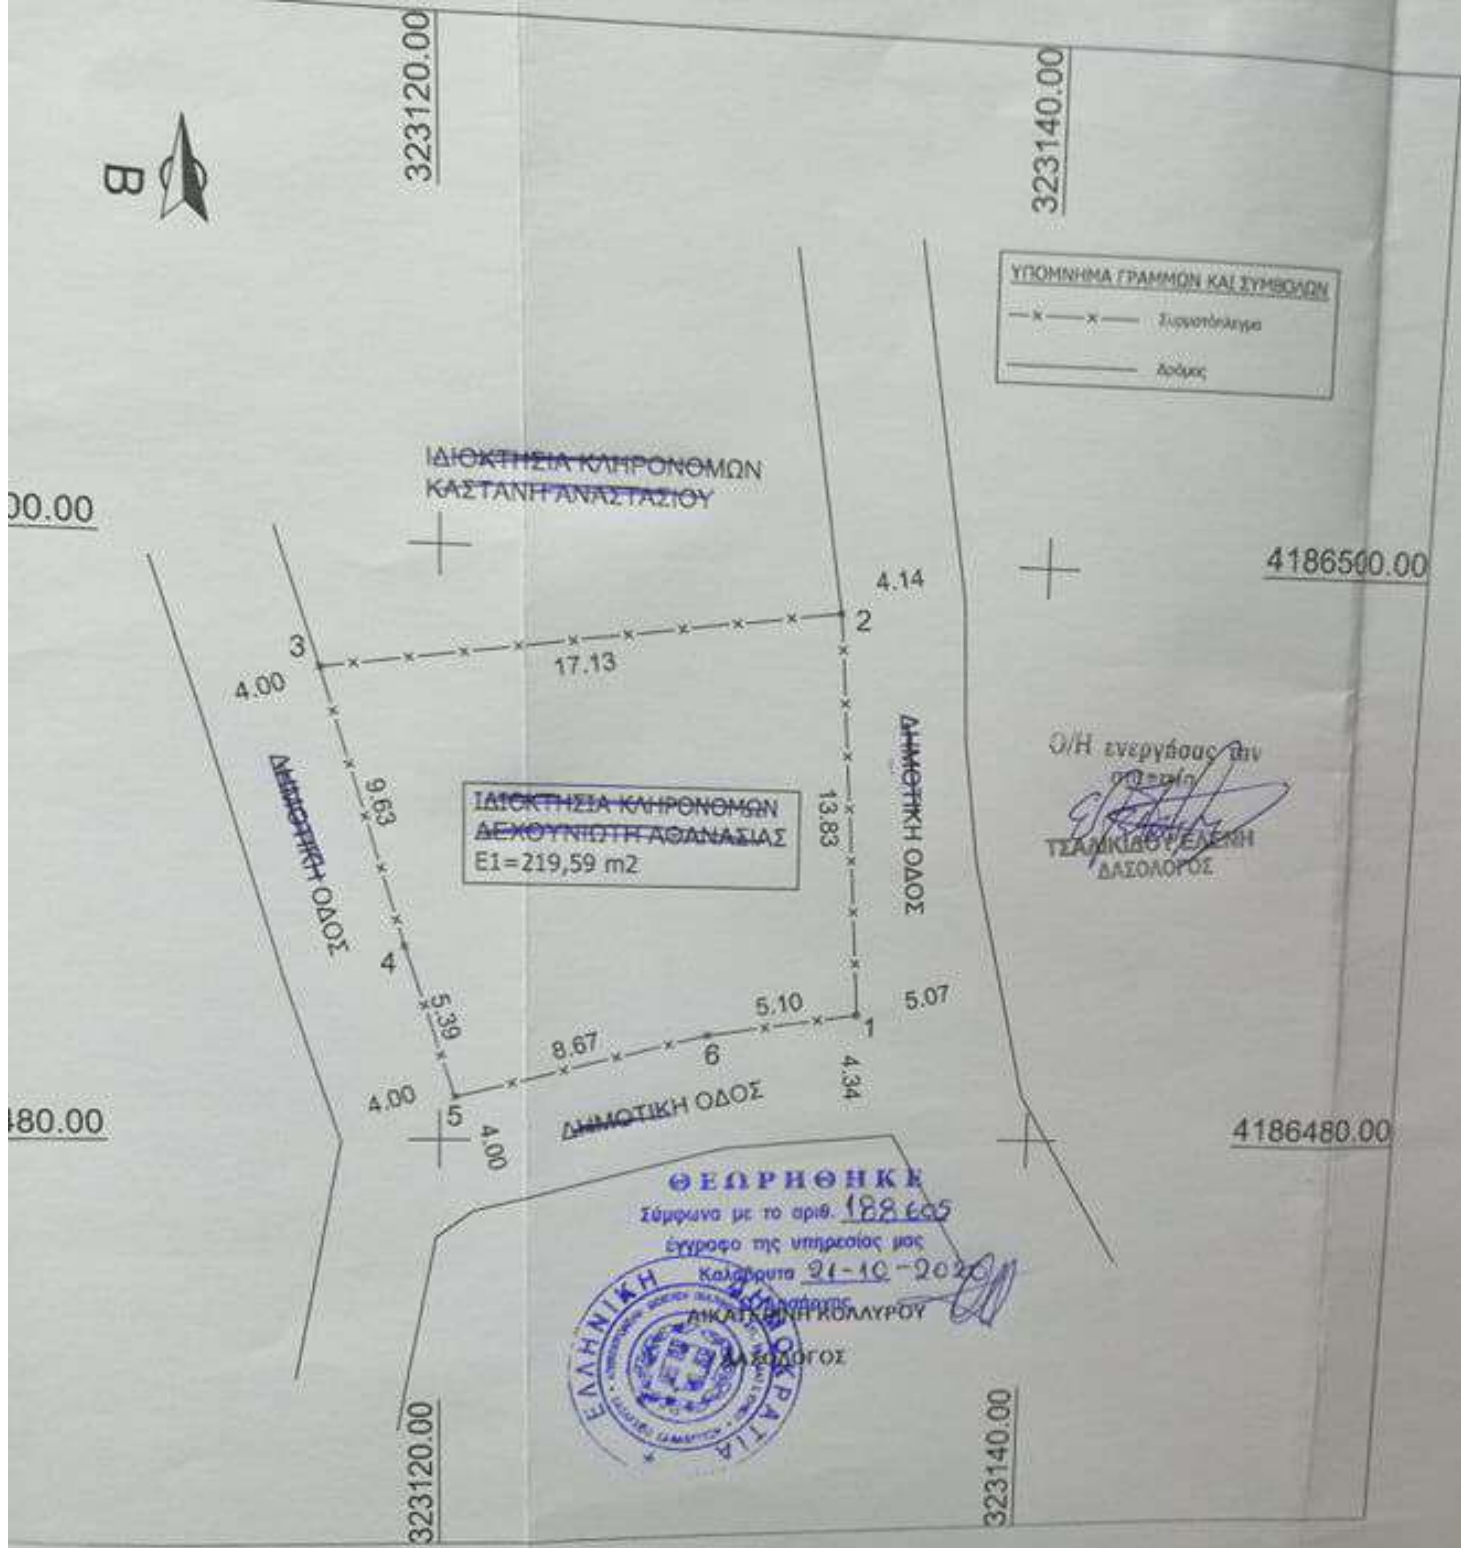 323120.00
323140.00
Β
ΥΠΟΜΝΗΜΑ ΓΡΑΜΜΩΝ ΚΑΙ ΣΥΜΒΟΛΩΝ
Συρματόπλεγμα
Δρόμος
ΙΔΙΟΚΤΗΣΙΑ ΚΛΗΡΟΝΟΜΩΝ
ΚΑΣΤΑΝΗ ΑΝΑΣΤΑΣΙΟΥ
00.00
4186500.00
4.14
2
3
17.13
4.00
ΔΗΜΟΤΙΚΗ ΟΔΟΣ
9.63
ΙΔΙΟΚΤΗΣΙΑ ΚΛΗΡΟΝΟΜΩΝ
ΔΕΧΟΥΝΙΩΤΗ ΑΘΑΝΑΣΙΑΣ
Ε1=219,59 m2
13.83
ΔΗΜΟΤΙΚΗ ΟΔΟΣ
Ο/Η ενεργήσας την
ΤΣΑΛΙΚΙΔΟΥ ΕΛΕΝΗ
ΔΑΣΟΛΟΓΟΣ
4
5.39
8.67
5.10
6
1
5.07
4.34
4.00
5
4.00
ΔΗΜΟΤΙΚΗ ΟΔΟΣ
480.00
4186480.00
ΘΕΩΡΗΘΗΚΕ
Σύμφωνα με το αριθ. 188605
έγγραφο της υπηρεσίας μας
Καλάβρυτα 21-10-2020
ΑΙΚΑΤΕΡΙΝΗ ΚΟΛΛΥΡΟΥ
ΔΑΣΟΛΟΓΟΣ
ΕΛΛΗΝΙΚΗ ΔΗΜΟΚΡΑΤΙΑ
323120.00
323140.00